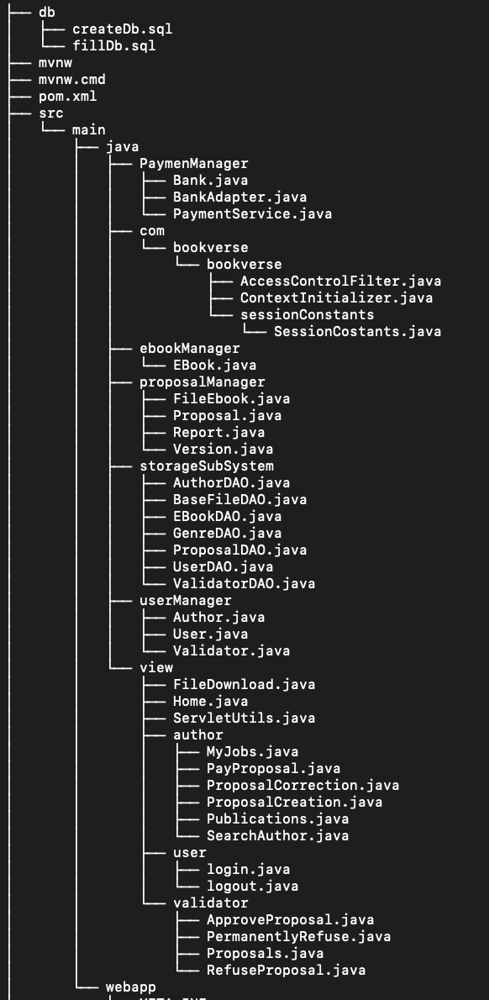 ├── db
│   ├── createDb.sql
│   └── fillDb.sql
├── mvnw
├── mvnw.cmd
├── pom.xml
├── src
│   └── main
│       ├── java
│       │   ├── PaymenManager
│       │   │   ├── Bank.java
│       │   │   ├── BankAdapter.java
│       │   │   └── PaymentService.java
│       │   ├── com
│       │   │   └── bookverse
│       │   │       └── bookverse
│       │   │           ├── AccessControlFilter.java
│       │   │           ├── ContextInitializer.java
│       │   │           └── sessionConstants
│       │   │               └── SessionCostants.java
│       │   ├── ebookManager
│       │   │   └── EBook.java
│       │   ├── proposalManager
│       │   │   ├── FileEbook.java
│       │   │   ├── Proposal.java
│       │   │   ├── Report.java
│       │   │   └── Version.java
│       │   ├── storageSubSystem
│       │   │   ├── AuthorDAO.java
│       │   │   ├── BaseFileDAO.java
│       │   │   ├── EBookDAO.java
│       │   │   ├── GenreDAO.java
│       │   │   ├── ProposalDAO.java
│       │   │   ├── UserDAO.java
│       │   │   └── ValidatorDAO.java
│       │   ├── userManager
│       │   │   ├── Author.java
│       │   │   ├── User.java
│       │   │   └── Validator.java
│       │   └── view
│       │       ├── FileDownload.java
│       │       ├── Home.java
│       │       ├── ServletUtils.java
│       │       ├── author
│       │       │   ├── MyJobs.java
│       │       │   ├── PayProposal.java
│       │       │   ├── ProposalCorrection.java
│       │       │   ├── ProposalCreation.java
│       │       │   ├── Publications.java
│       │       │   └── SearchAuthor.java
│       │       ├── user
│       │       │   ├── login.java
│       │       │   └── logout.java
│       │       └── validator
│       │           ├── ApproveProposal.java
│       │           ├── PermanentlyRefuse.java
│       │           ├── Proposals.java
│       │           └── RefuseProposal.java
│       └── webapp